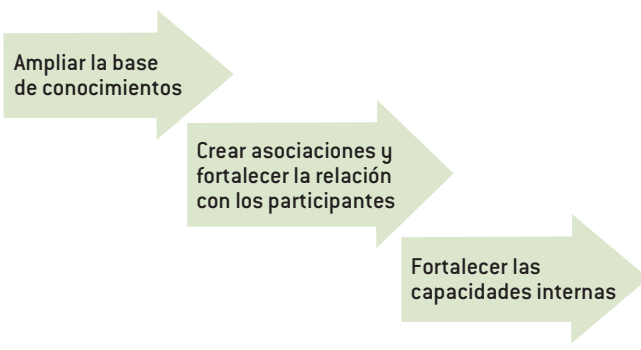 Ampliar la base
de conocimientos
Crear asociaciones y
fortalecer la relación
con los participantes
Fortalecer las
capacidades internas